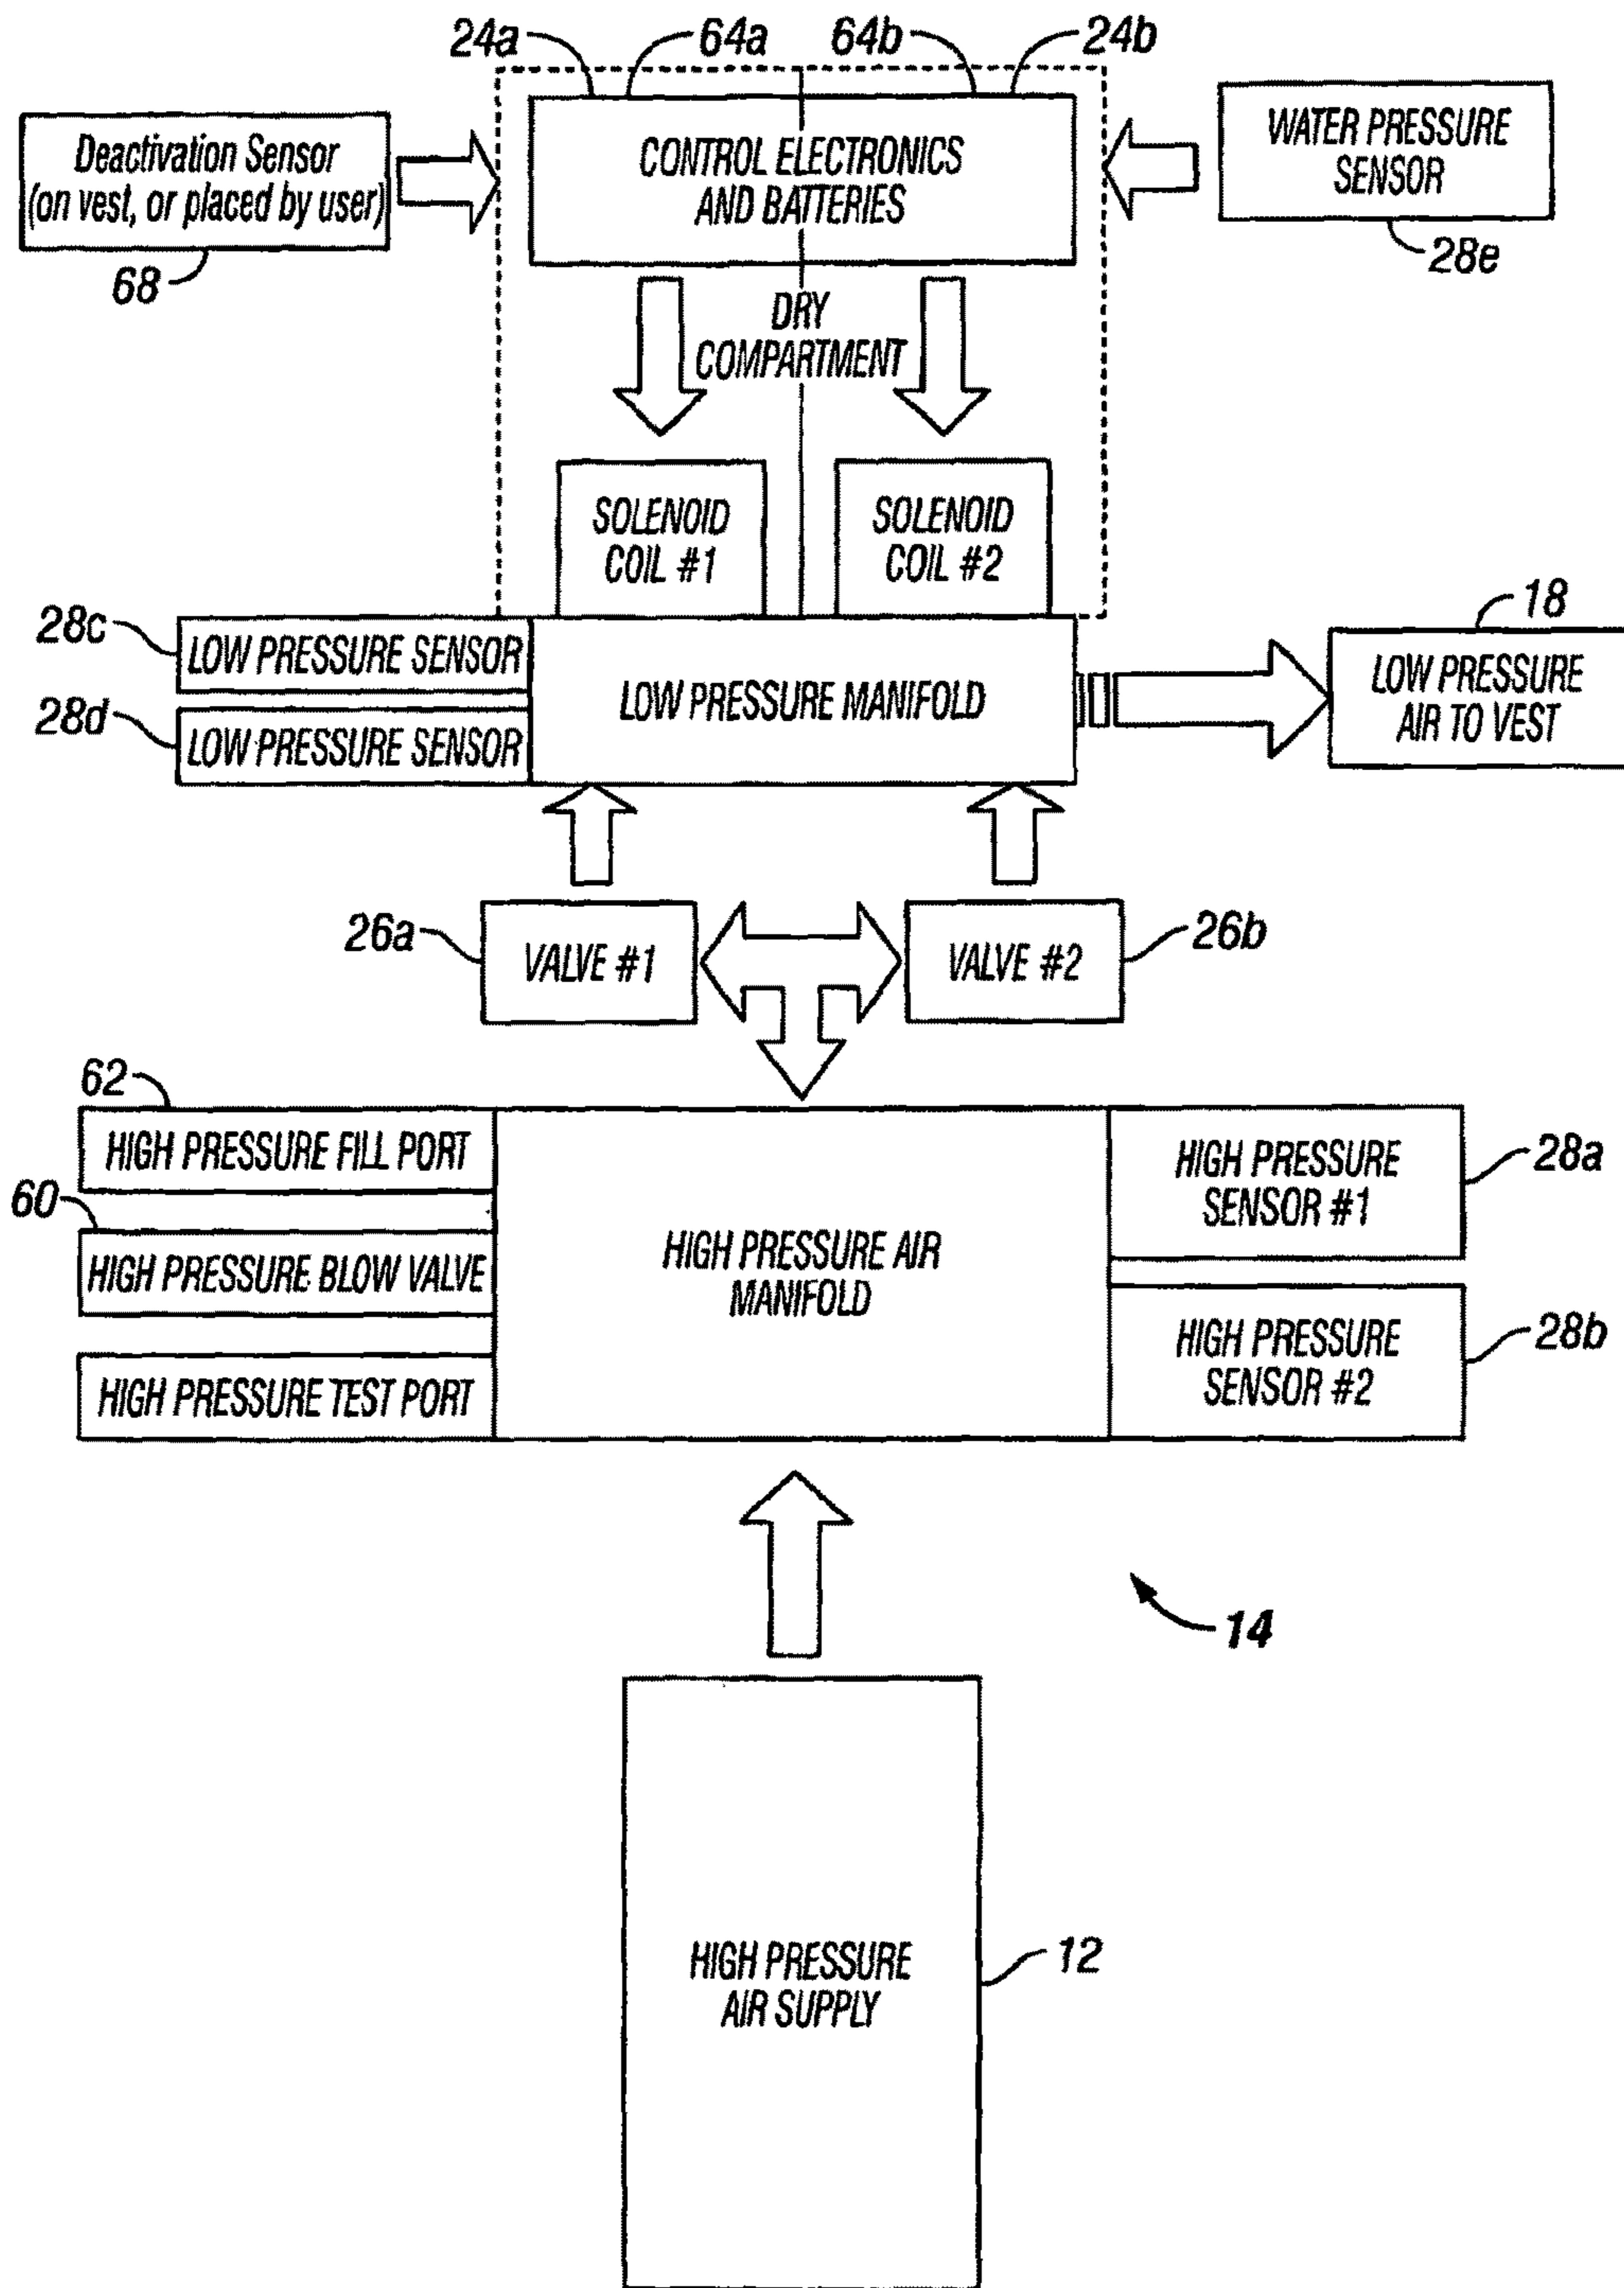 24a
64a
64b
24b
Deactivation Sensor
(on vest, or placed by user)
68
CONTROL ELECTRONICS
AND BATTERIES
WATER PRESSURE
SENSOR
28e
DRY
COMPARTMENT
SOLENOID
COIL #1
SOLENOID
COIL #2
28c
LOW PRESSURE SENSOR
28d
LOW PRESSURE SENSOR
LOW PRESSURE MANIFOLD
18
LOW PRESSURE
AIR TO VEST
26a
VALVE #1
VALVE #2
26b
62
HIGH PRESSURE FILL PORT
60
HIGH PRESSURE BLOW VALVE
HIGH PRESSURE TEST PORT
HIGH PRESSURE AIR
MANIFOLD
HIGH PRESSURE
SENSOR #1
28a
HIGH PRESSURE
SENSOR #2
28b
14
HIGH PRESSURE
AIR SUPPLY
12